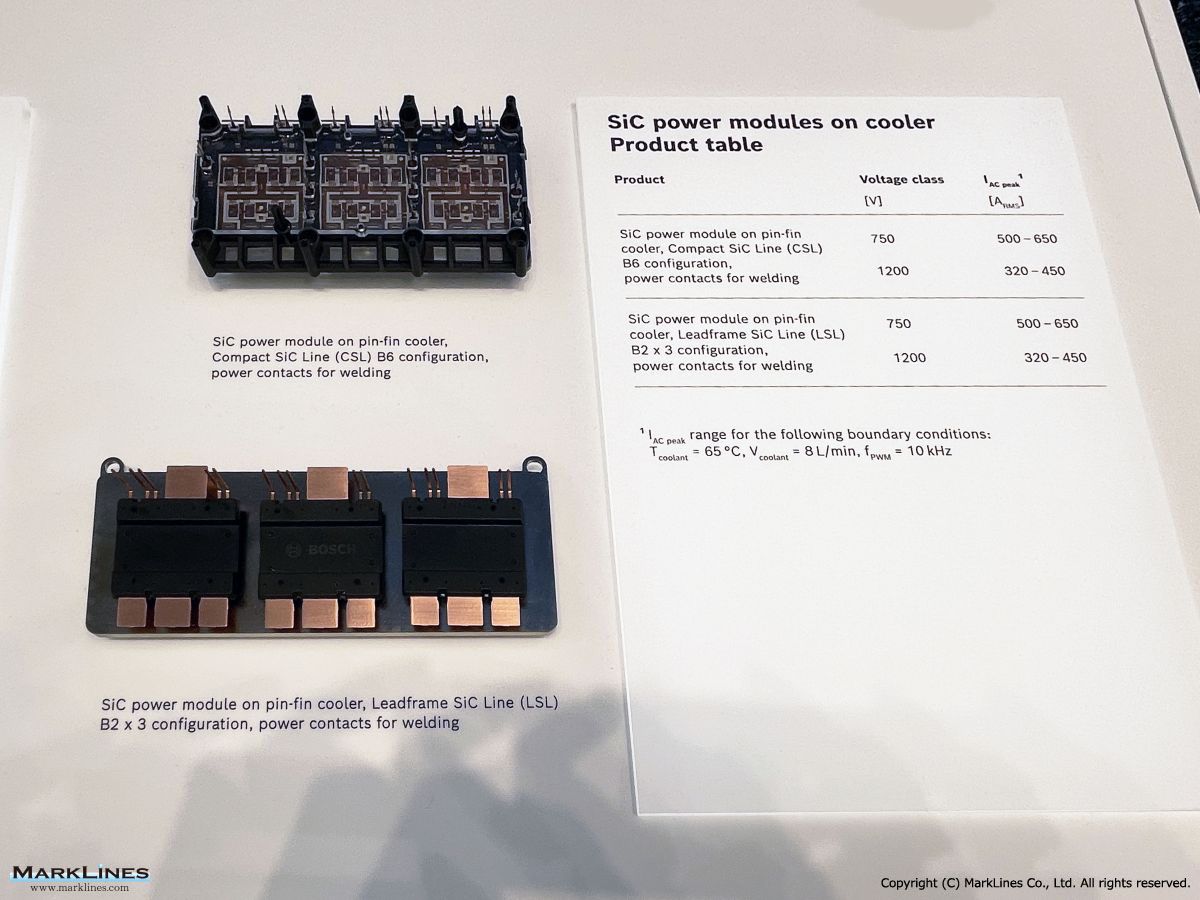 SiC power modules on cooler
Product table
Product Voltage class I AC peak ¹
[V] [A RMS]
SiC power module on pin-fin
cooler, Compact SiC Line (CSL) 750 500 – 650
B6 configuration,
power contacts for welding 1200 320 – 450
SiC power module on pin-fin
cooler, Leadframe SiC Line (LSL) 750 500 – 650
B2 x 3 configuration,
power contacts for welding 1200 320 – 450
¹ I AC peak range for the following boundary conditions:
T coolant = 65 °C, V coolant = 8 L/min, f PWM = 10 kHz
SiC power module on pin-fin cooler,
Compact SiC Line (CSL) B6 configuration,
power contacts for welding
BOSCH
SiC power module on pin-fin cooler, Leadframe SiC Line (LSL)
B2 x 3 configuration, power contacts for welding
MARKLINES
www.marklines.com
Copyright (C) MarkLines Co., Ltd. All rights reserved.